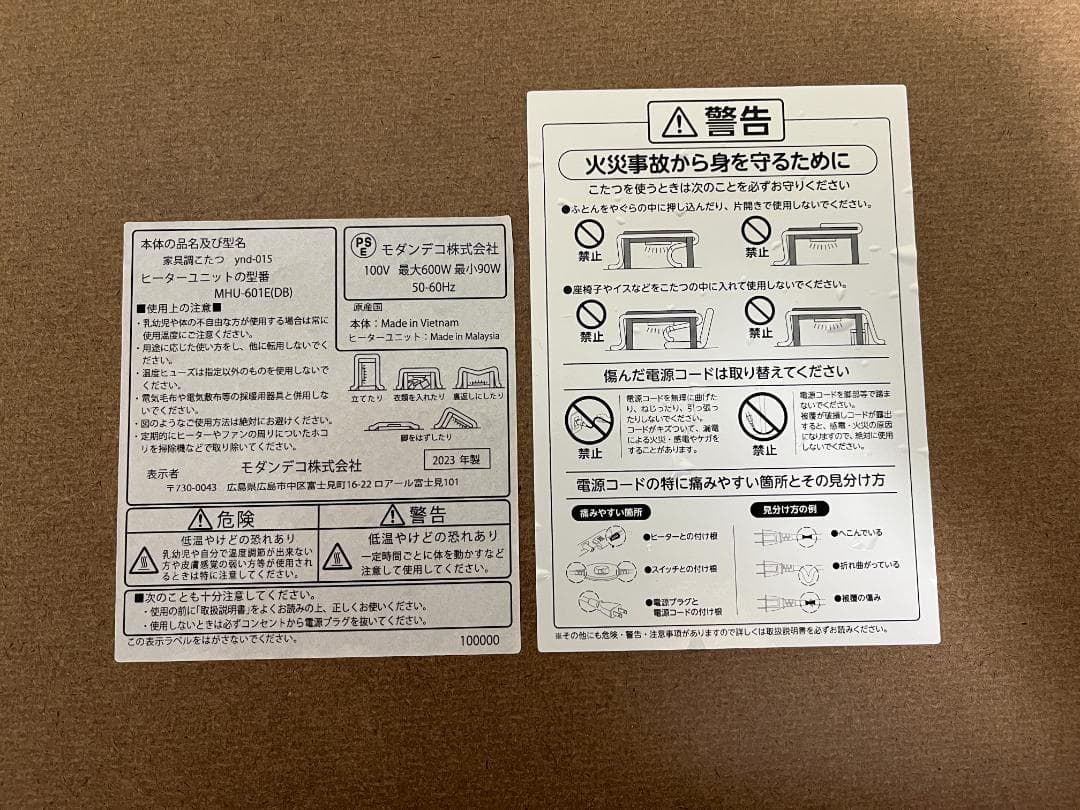 本体の品名及び型名
家具調こたつ ynd-015
ヒーターユニットの型番
MHU-601E(DB)
■使用上の注意■
・乳幼児や体の不自由な方が使用する場合は常に
使用温度にご注意ください。
・用途に応じた使い方をし、他に転用しないでく
ださい。
・温度ヒューズは指定以外のものを使用しないで
ください。
・電気毛布や電気敷布等の採暖用器具と併用しな
いでください。
・図のようなご使用方法は絶対にお避けください。
・定期的にヒーターやファンの周りについたホコ
リを掃除機などで取り除いてください。
PS
E
モダンデコ株式会社
100V 最大600W 最小90W
50-60Hz
原産国
本体：Made in Vietnam
ヒーターユニット：Made in Malaysia
立てたり 衣類を入れたり 裏返しにしたり
脚をはずしたり
表示者 モダンデコ株式会社
2023 年製
〒730-0043 広島県広島市中区富士見町16-22 ロアール富士見101
危険
低温やけどの恐れあり
乳幼児や自分で温度調節が出来ない
方や皮膚感覚の弱い方等が使用され
るときは特に注意してください。
警告
低温やけどの恐れあり
一定時間ごとに体を動かすなど
注意して使用してください。
■次のことも十分注意してください。
・使用の前に「取扱説明書」をよくお読みの上、正しくお使いください。
・使用しないときは必ずコンセントから電源プラグを抜いてください。
この表示ラベルをはがさないでください。
100000
警告
火災事故から身を守るために
こたつを使うときは次のことを必ずお守りください
●ふとんをやぐらの中に押し込んだり、片開きで使用しないでください。
禁止
禁止
●座椅子やイスなどをこたつの中に入れて使用しないでください。
禁止
禁止
傷んだ電源コードは取り替えてください
禁止
電源コードを無理に曲げた
り、ねじったり、引っ張っ
たりしないでください。
コードがキズついて、漏電
による火災・感電やケガを
することがあります。
禁止
電源コードを脚部等で踏ま
ないでください。
被覆が破損しコードが露出
すると、感電・火災の原因
になりますので、絶対に使用
しないでください。
電源コードの特に痛みやすい箇所とその見分け方
痛みやすい箇所
●ヒーターとの付け根
●スイッチとの付け根
●電源プラグと
電源コードの付け根
見分け方の例
●へこんでいる
●折れ曲がっている
●被覆の傷み
※その他にも危険・警告・注意事項がありますので詳しくは取扱説明書を必ずお読みください。